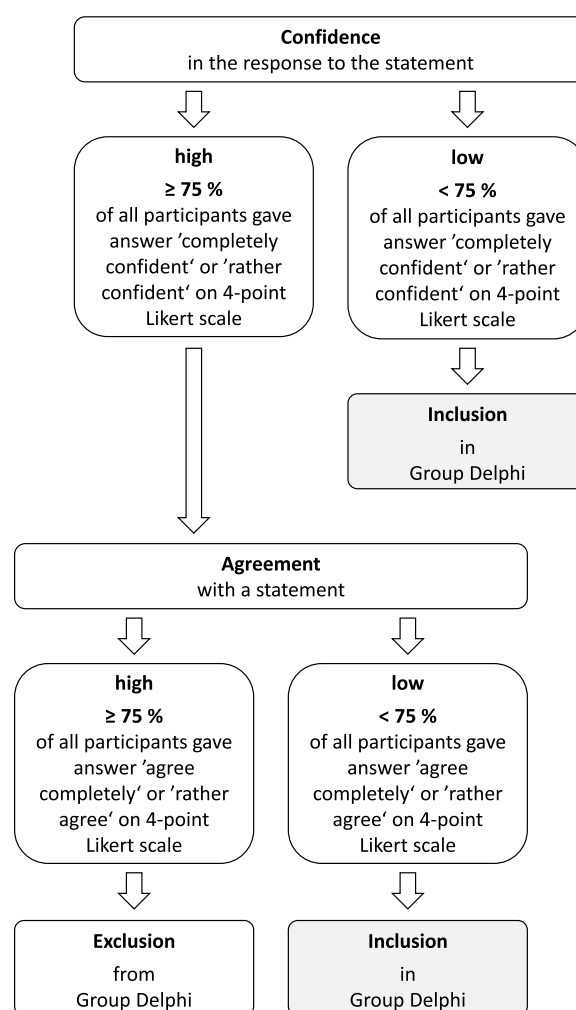 Confidence
in the response to the statement
high
≥ 75 %
of all participants gave
answer ’completely
confident‘ or ’rather
confident‘ on 4-point
Likert scale
low
< 75 %
of all participants gave
answer ’completely
confident‘ or ’rather
confident‘ on 4-point
Likert scale
Inclusion
in
Group Delphi
Agreement
with a statement
high
≥ 75 %
of all participants gave
answer ’agree
completely‘ or ’rather
agree‘ on 4-point
Likert scale
low
< 75 %
of all participants gave
answer ’agree
completely‘ or ’rather
agree‘ on 4-point
Likert scale
Exclusion
from
Group Delphi
Inclusion
in
Group Delphi